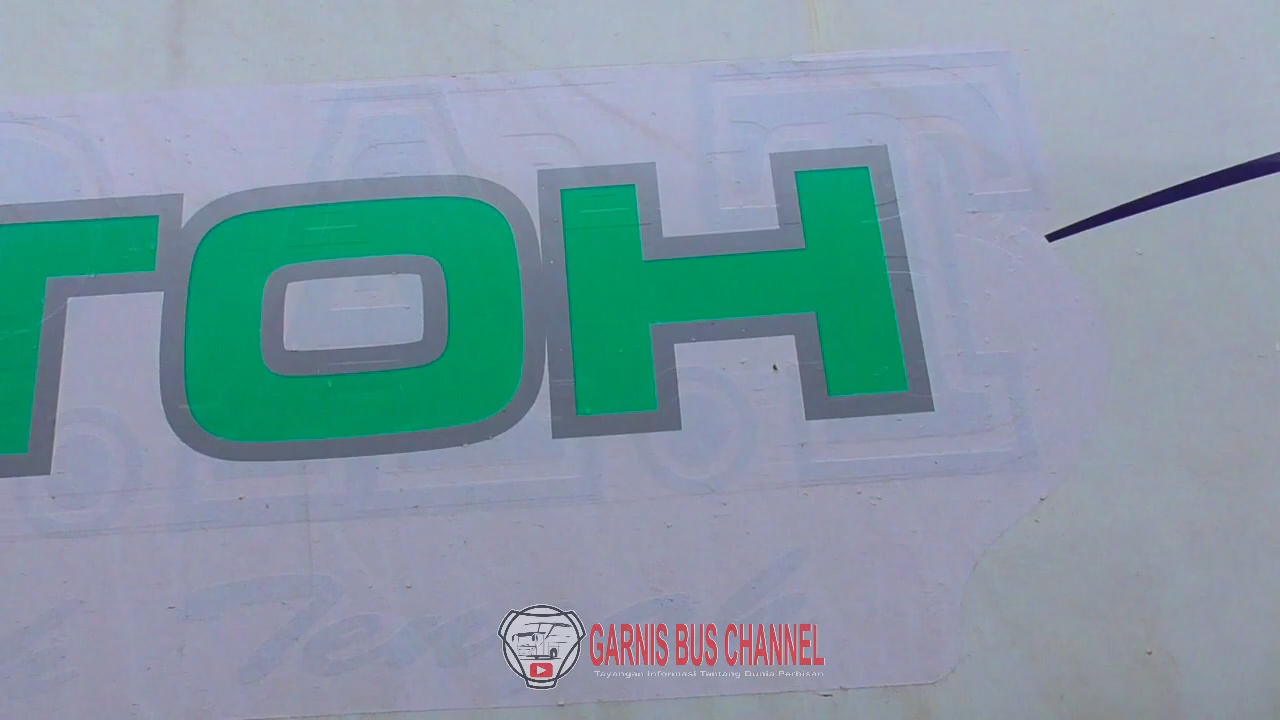 TOH
GARNIS BUS CHANNEL
Tayangan Informasi Tentang Dunia Perbisan